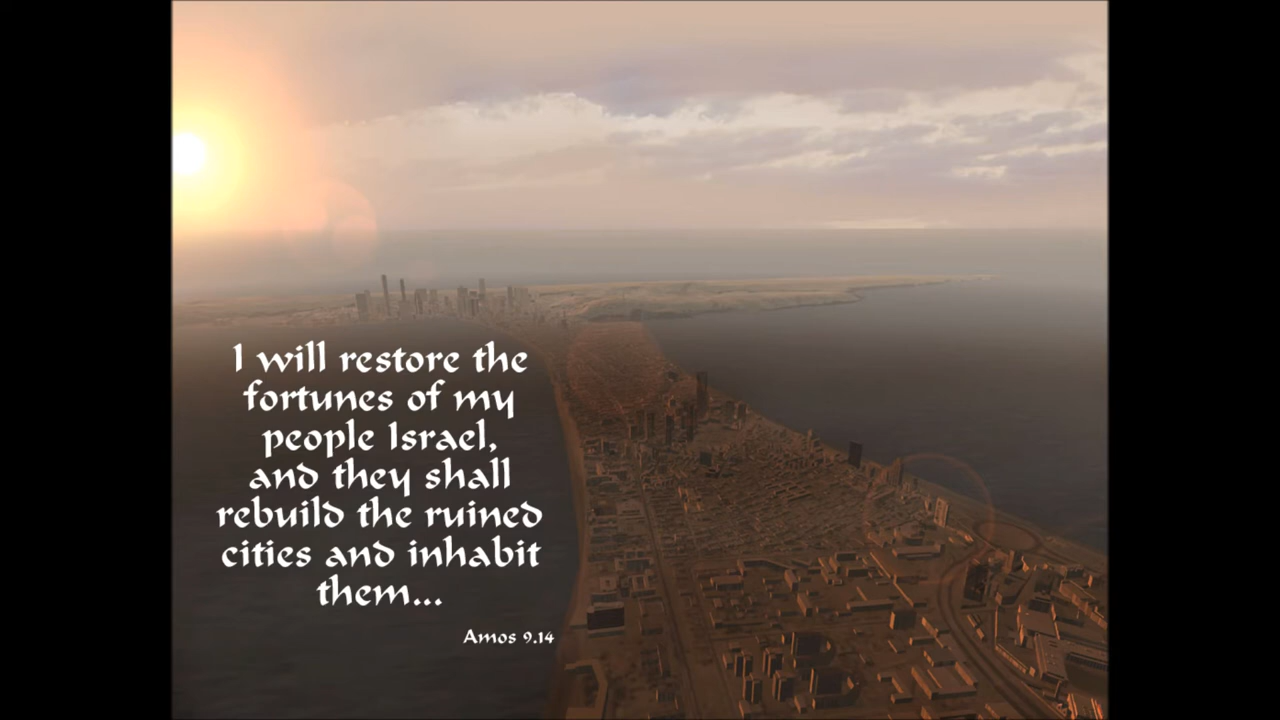 I will restore the
fortunes of my
people Israel,
and they shall
rebuild the ruined
cities and inhabit
them...
Amos 9.14